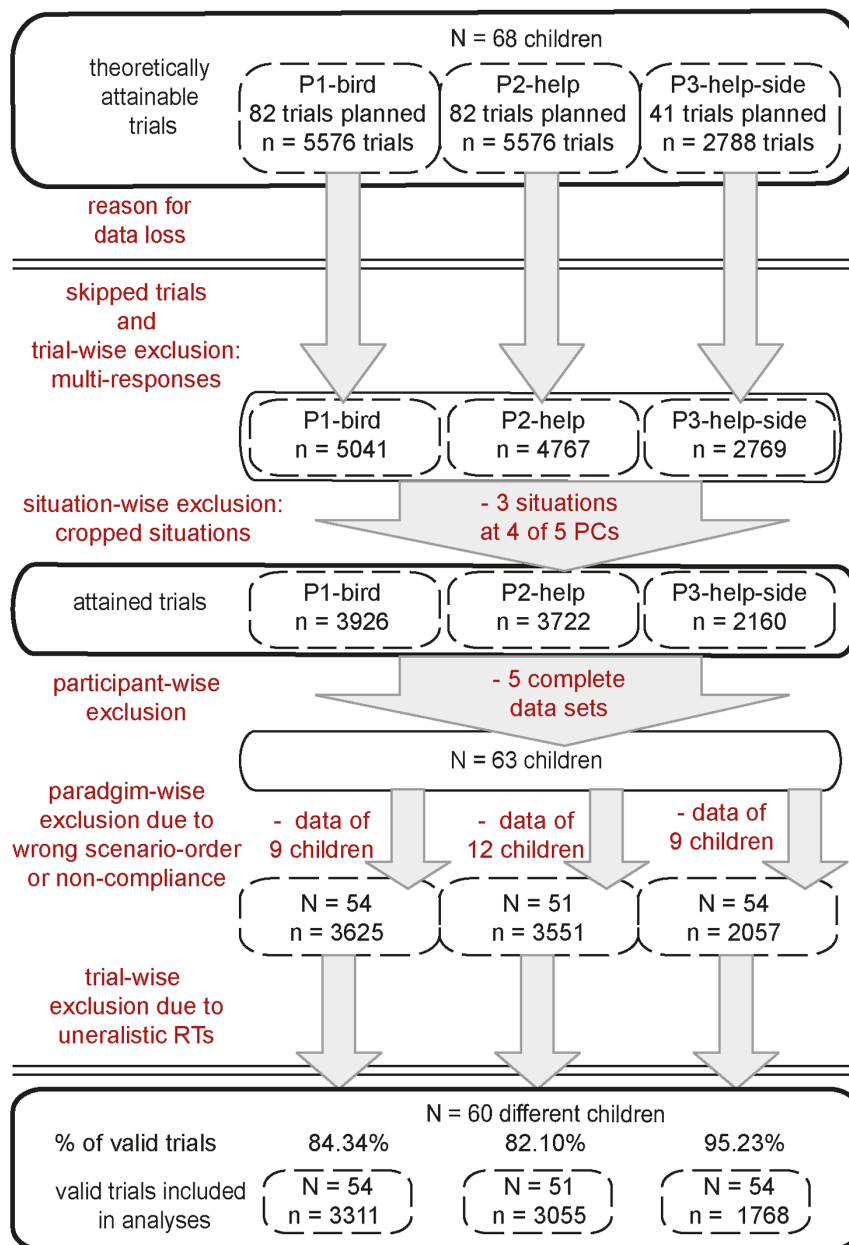 N = 68 children
theoretically
attainable
trials
P1-bird
82 trials planned
n = 5576 trials
P2-help
82 trials planned
n = 5576 trials
P3-help-side
41 trials planned
n = 2788 trials
reason for
data loss
skipped trials
and
trial-wise exclusion:
multi-responses
P1-bird
n = 5041
P2-help
n = 4767
P3-help-side
n = 2769
situation-wise exclusion:
cropped situations
- 3 situations
at 4 of 5 PCs
attained trials
P1-bird
n = 3926
P2-help
n = 3722
P3-help-side
n = 2160
participant-wise
exclusion
- 5 complete
data sets
N = 63 children
paradgim-wise
exclusion due to
wrong scenario-order
or non-compliance
- data of
9 children
- data of
12 children
- data of
9 children
N = 54
n = 3625
N = 51
n = 3551
N = 54
n = 2057
trial-wise
exclusion due to
uneralistic RTs
N = 60 different children
% of valid trials
84.34%
82.10%
95.23%
valid trials included
in analyses
N = 54
n = 3311
N = 51
n = 3055
N = 54
n = 1768